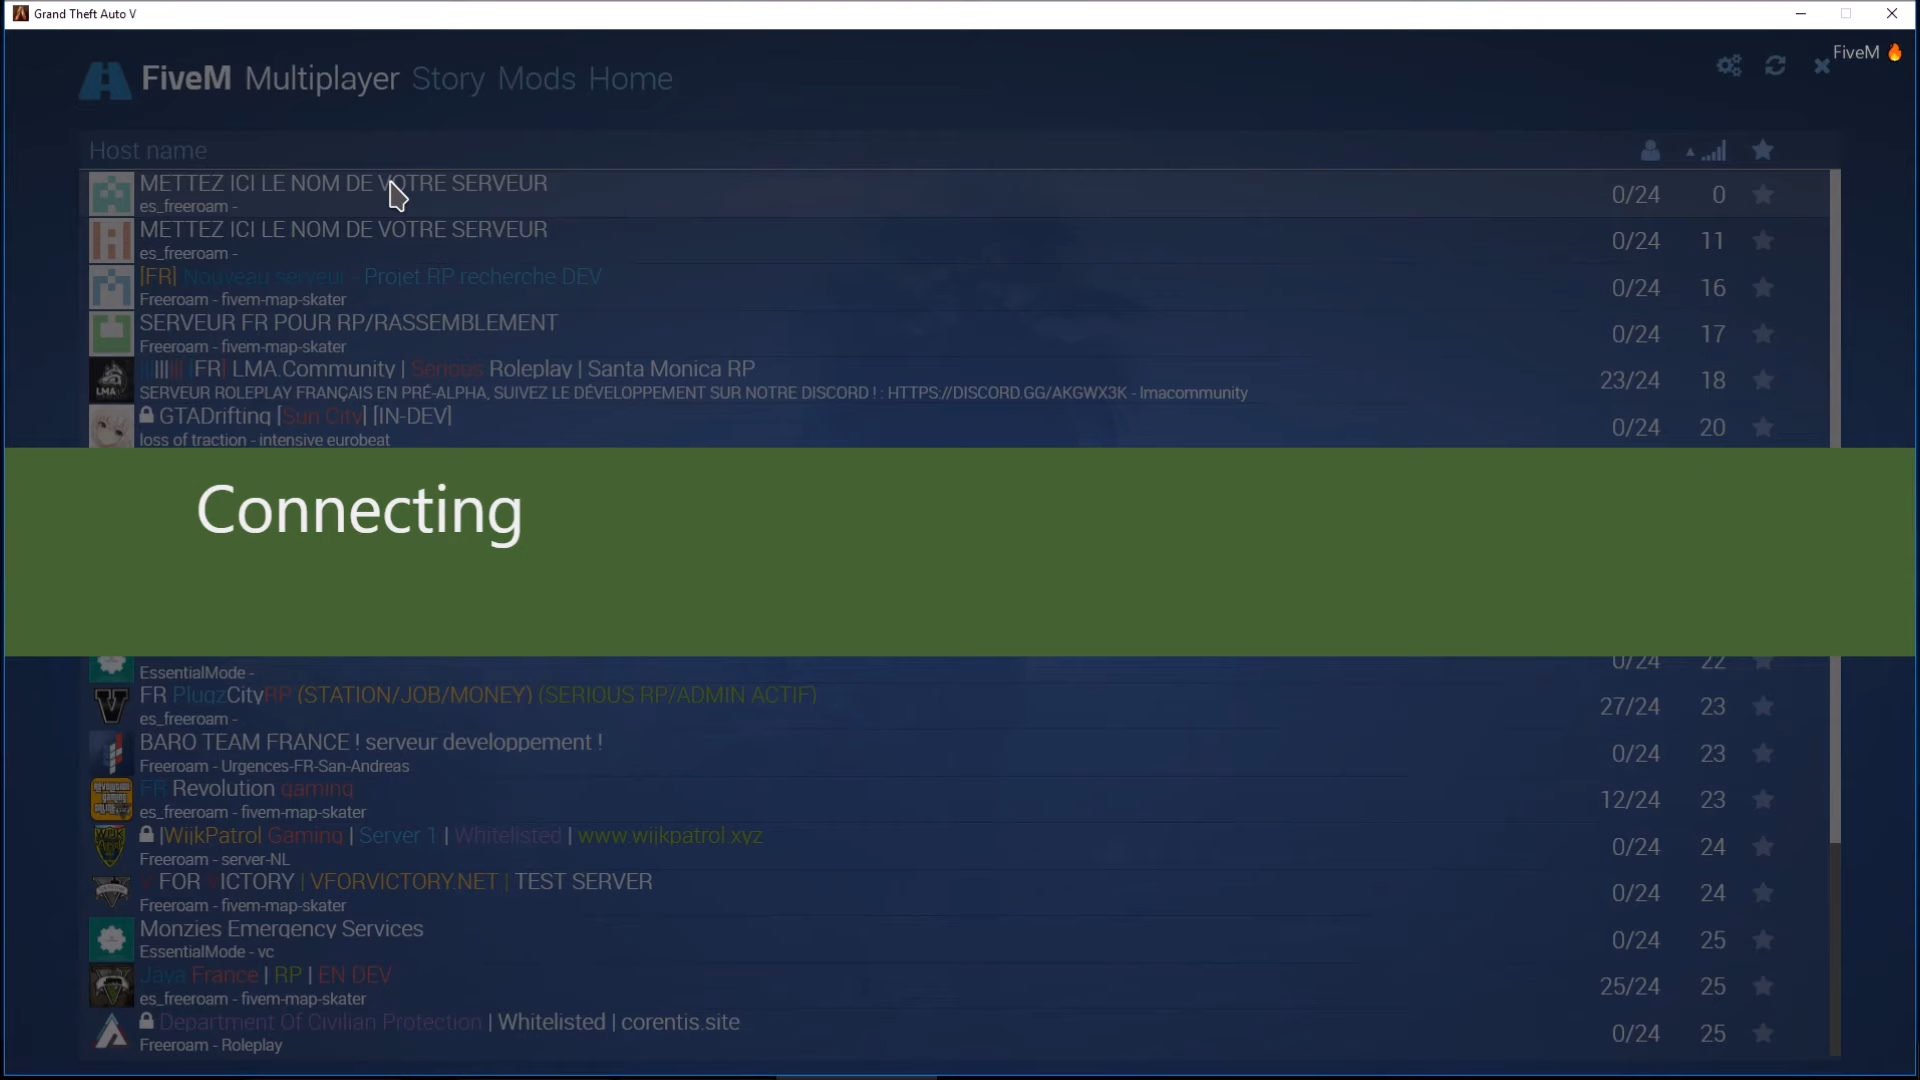 Grand Theft Auto V
FiveM 🔥
FiveM Multiplayer Story Mods Home
Host name
METTEZ ICI LE NOM DE VOTRE SERVEUR
es_freeroam -
0/24 0
METTEZ ICI LE NOM DE VOTRE SERVEUR
es_freeroam -
0/24 11
[FR] Nouveau serveur - Projet RP recherche DEV
Freeroam - fivem-map-skater
0/24 16
SERVEUR FR POUR RP/RASSEMBLEMENT
Freeroam - fivem-map-skater
0/24 17
|||||| [FR] LMA Community | Serious Roleplay | Santa Monica RP
SERVEUR ROLEPLAY FRANÇAIS EN PRÉ-ALPHA, SUIVEZ LE DÉVELOPPEMENT SUR NOTRE DISCORD ! : HTTPS://DISCORD.GG/AKGWX3K - lmacommunity
23/24 18
GTADrifting [Sun City] [IN-DEV]
loss of traction - intensive eurobeat
0/24 20
Connecting
EssentialMode -
0/24 22
FR PlugzCityRP (STATION/JOB/MONEY) (SERIOUS RP/ADMIN ACTIF)
es_freeroam -
27/24 23
BARO TEAM FRANCE ! serveur developpement !
Freeroam - Urgences-FR-San-Andreas
0/24 23
FR Revolution gaming
es_freeroam - fivem-map-skater
12/24 23
|WijkPatrol Gaming | Server 1 | Whitelisted | www.wijkpatrol.xyz
Freeroam - server-NL
0/24 24
V FOR VICTORY | VFORVICTORY.NET | TEST SERVER
Freeroam - fivem-map-skater
0/24 24
Monzies Emergency Services
EssentialMode - vc
0/24 25
Java France | RP | EN DEV
es_freeroam - fivem-map-skater
25/24 25
Department Of Civilian Protection | Whitelisted | corentis.site
Freeroam - Roleplay
0/24 25